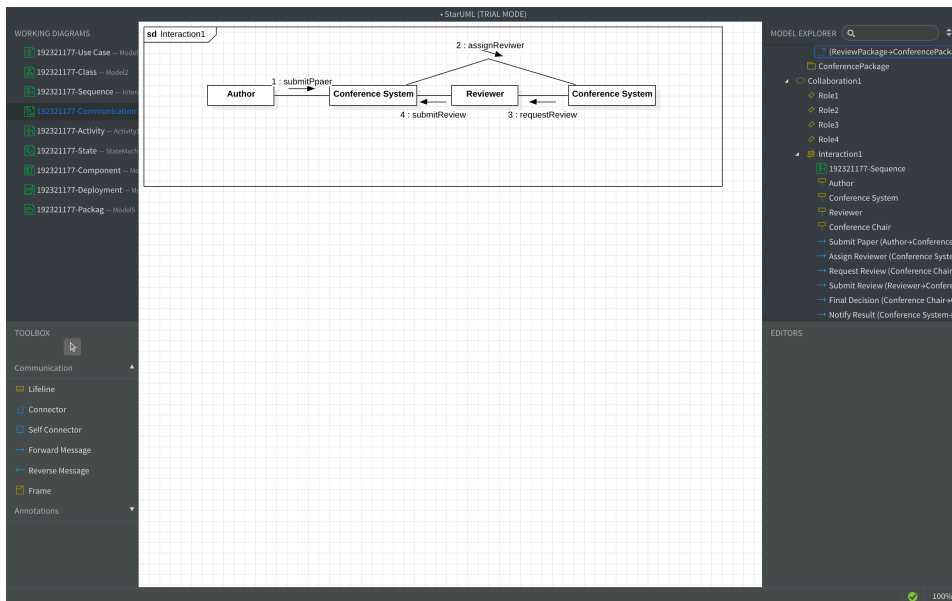 • StarUML (TRIAL MODE)
WORKING DIAGRAMS
192321177-Use Case — Model
192321177-Class — Model2
192321177-Sequence — Inter
192321177-Communication
192321177-Activity — Activity1
192321177-State — StateMach
192321177-Component — Mo
192321177-Deployment — Mo
192321177-Packag — Model5
TOOLBOX
Communication
Lifeline
Connector
Self Connector
Forward Message
Reverse Message
Frame
Annotations
sd Interaction1
2 : assignReviwer
1 : submitPpaer
Author
Conference System
Reviewer
Conference System
4 : submitReview
3 : requestReview
MODEL EXPLORER
(ReviewPackage→ConferencePacka
ConferencePackage
Collaboration1
Role1
Role2
Role3
Role4
Interaction1
192321177-Sequence
Author
Conference System
Reviewer
Conference Chair
Submit Paper (Author→Conference
Assign Reviewer (Conference Syste
Request Review (Conference Chair
Submit Review (Reviewer→Confere
Final Decision (Conference Chair→
Notify Result (Conference System→
EDITORS
100%